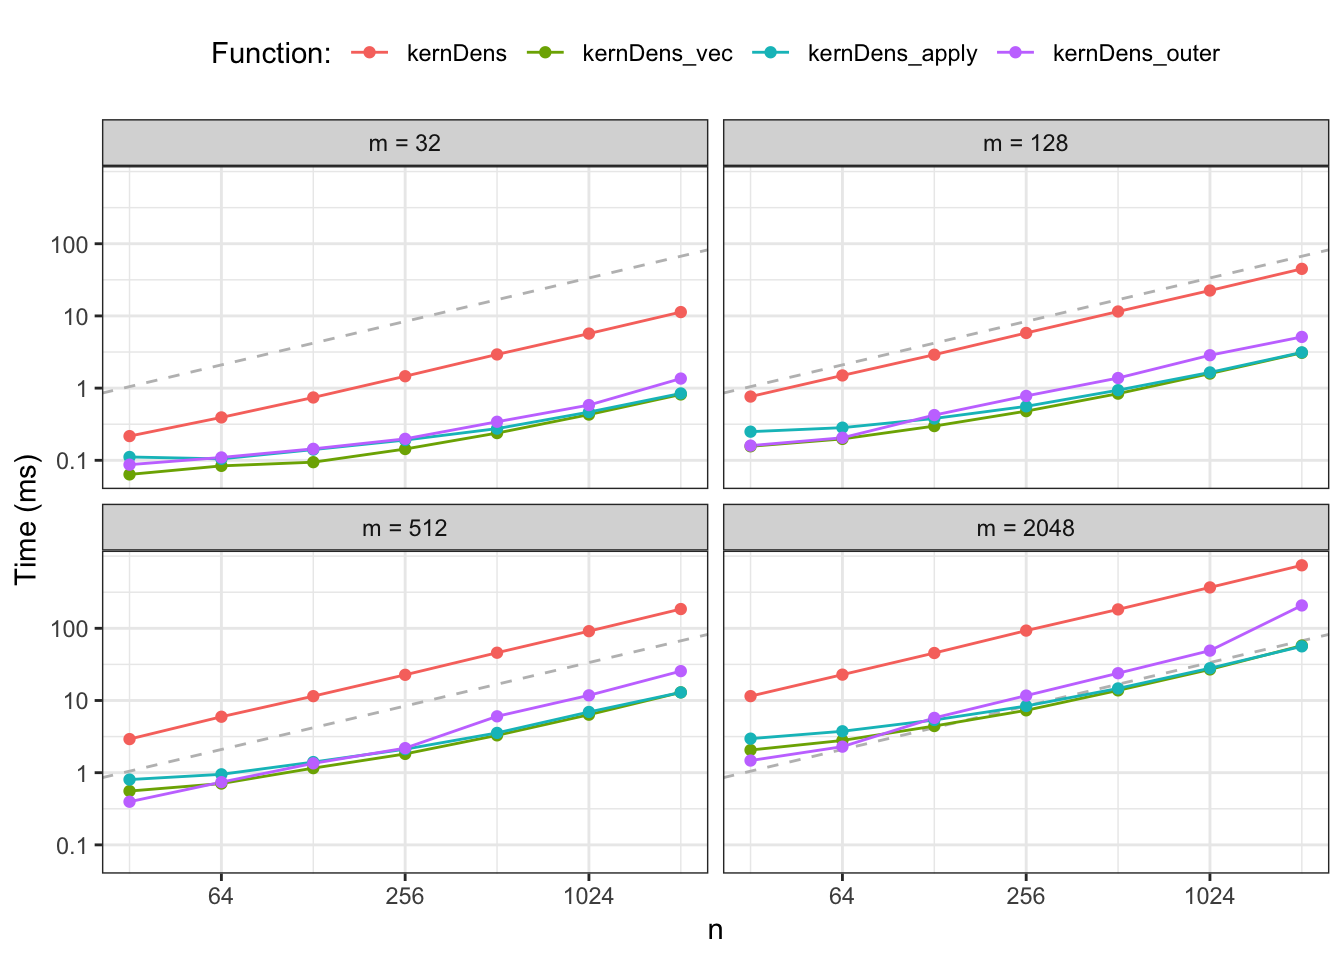 Function: kernDens kernDens_vec kernDens_apply kernDens_outer
m = 32 m = 128
100
10
1
0.1
m = 512 m = 2048
100
10
1
0.1
64 256 1024 64 256 1024
n
Time (ms)